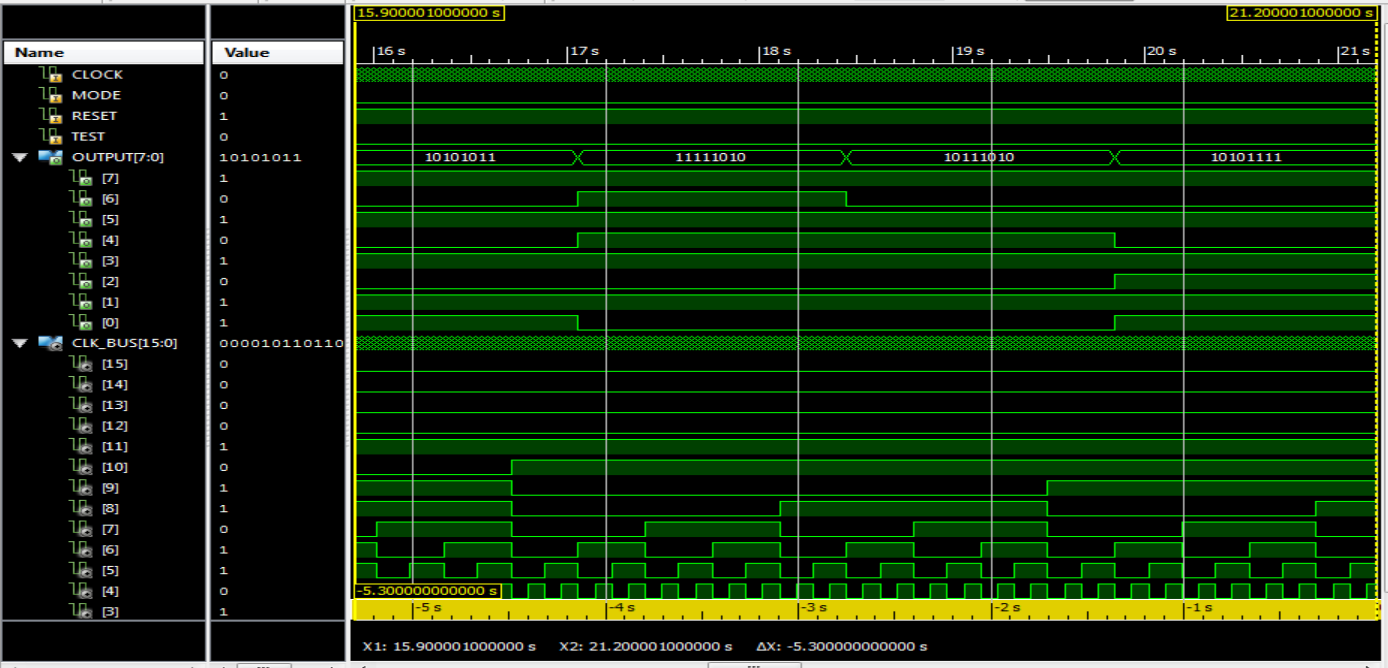 15.900001000000 s 21.200001000000 s
Name Value
16 s 17 s 18 s 19 s 20 s 21 s
CLOCK 0
MODE 0
RESET 1
TEST 0
OUTPUT[7:0] 10101011 10101011 11111010 10111010 10101111
[7] 1
[6] 0
[5] 1
[4] 0
[3] 1
[2] 0
[1] 1
[0] 1
CLK_BUS[15:0] 000010110110
[15] 0
[14] 0
[13] 0
[12] 0
[11] 1
[10] 0
[9] 1
[8] 1
[7] 0
[6] 1
[5] 1
[4] 0 -5.300000000000 s
[3] 1 -5 s -4 s -3 s -2 s -1 s
X1: 15.900001000000 s X2: 21.200001000000 s ΔX: -5.300000000000 s